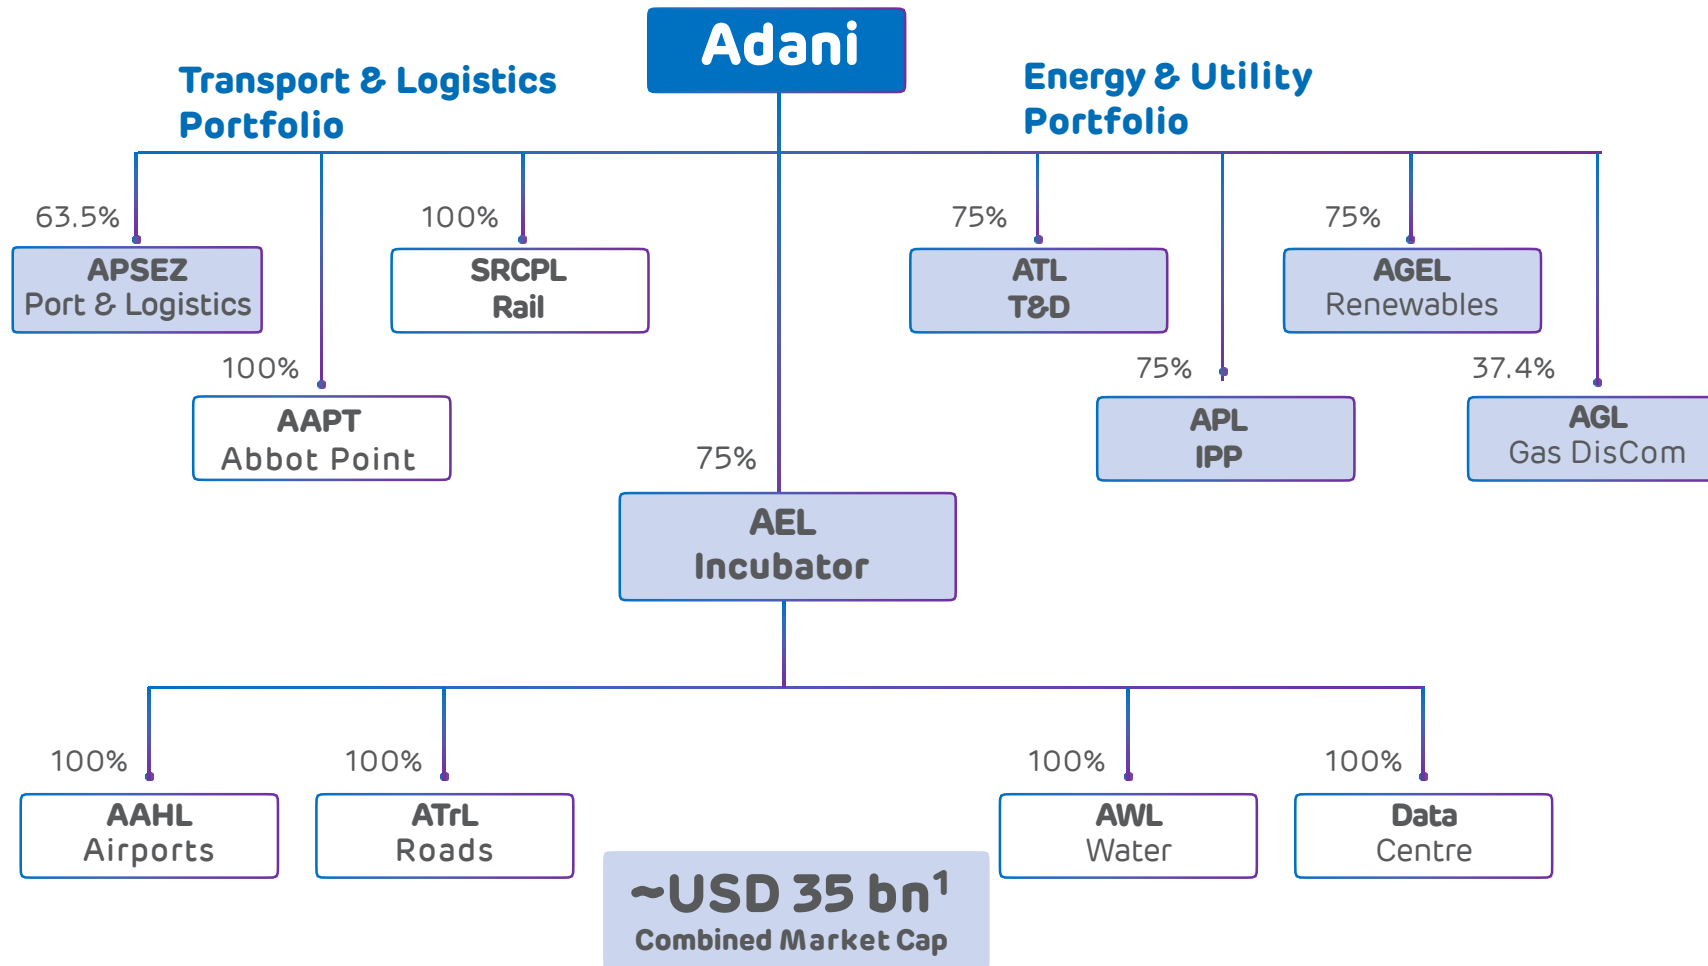 Adani
Transport & Logistics
Portfolio
Energy & Utility
Portfolio
63.5%
100%
75%
75%
APSEZ
Port & Logistics
SRCPL
Rail
ATL
T&D
AGEL
Renewables
100%
75%
37.4%
AAPT
Abbot Point
APL
IPP
AGL
Gas DisCom
75%
AEL
Incubator
100%
100%
100%
100%
AAHL
Airports
ATrL
Roads
AWL
Water
Data
Centre
~USD 35 bn¹
Combined Market Cap